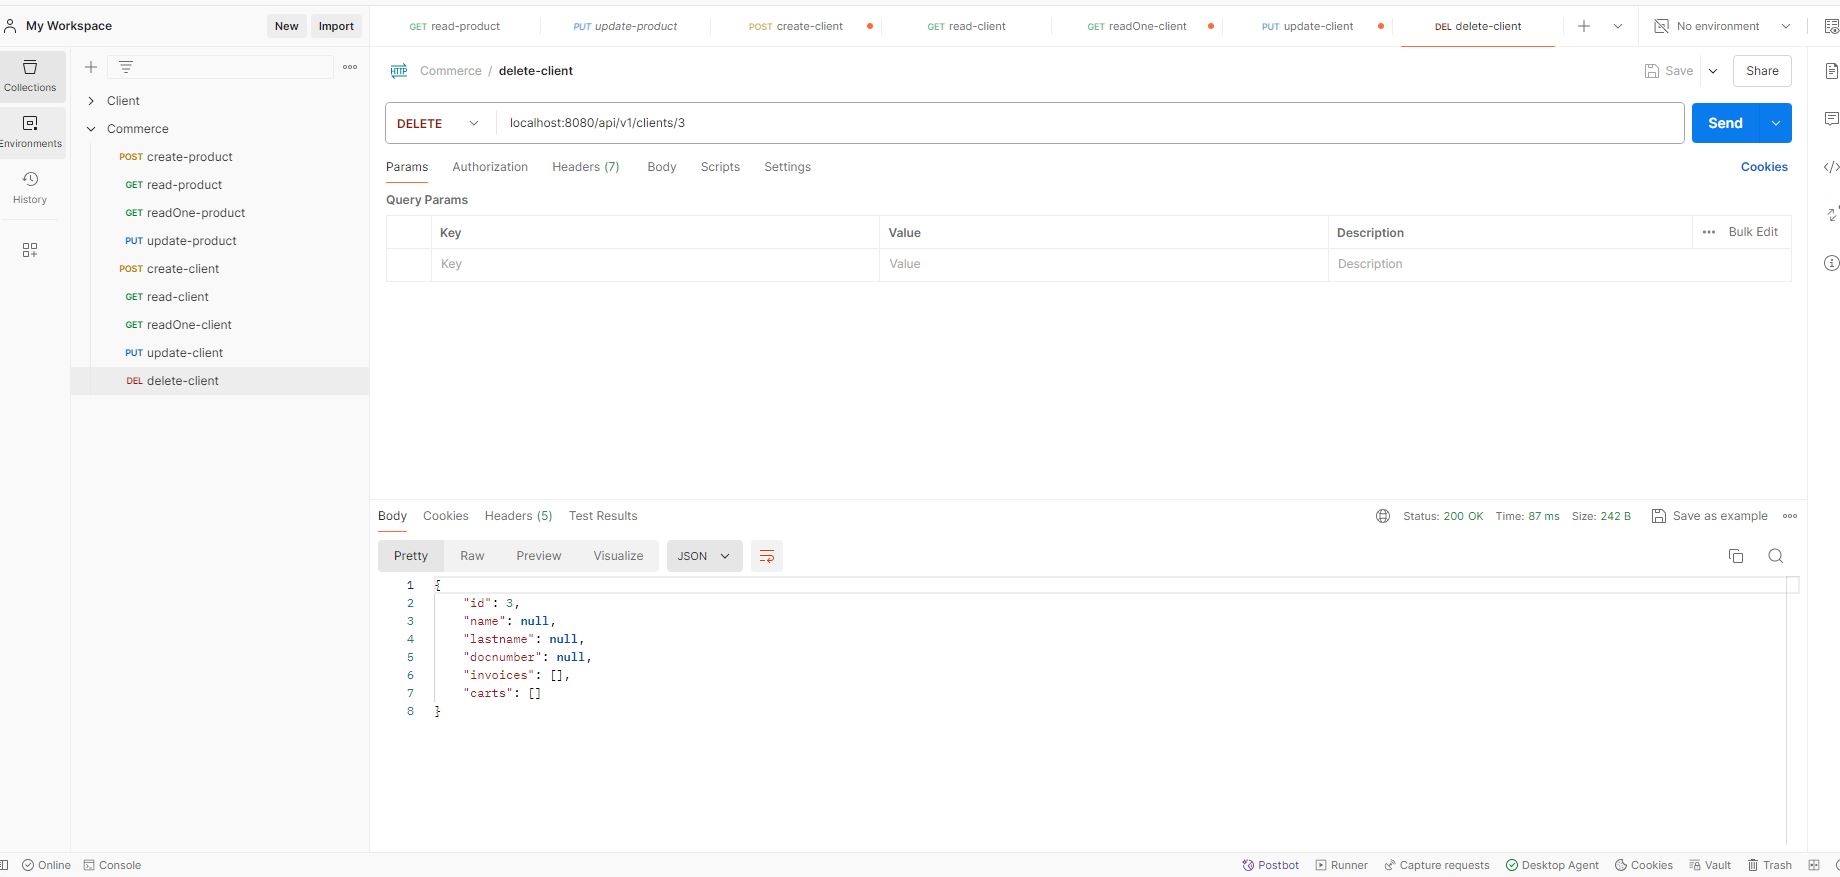 My Workspace New Import GET read-product PUT update-product POST create-client GET read-client GET readOne-client PUT update-client DEL delete-client No environment
Collections
Environments
History
Client
Commerce
POST create-product
GET read-product
GET readOne-product
PUT update-product
POST create-client
GET read-client
GET readOne-client
PUT update-client
DEL delete-client
HTTP Commerce / delete-client Save Share
DELETE localhost:8080/api/v1/clients/3 Send
Params Authorization Headers (7) Body Scripts Settings Cookies
Query Params
Key Value Description Bulk Edit
Key Value Description
Body Cookies Headers (5) Test Results Status: 200 OK Time: 87 ms Size: 242 B Save as example
Pretty Raw Preview Visualize JSON
1 {
2 "id": 3,
3 "name": null,
4 "lastname": null,
5 "docnumber": null,
6 "invoices": [],
7 "carts": []
8 }
Online Console Postbot Runner Capture requests Desktop Agent Cookies Vault Trash